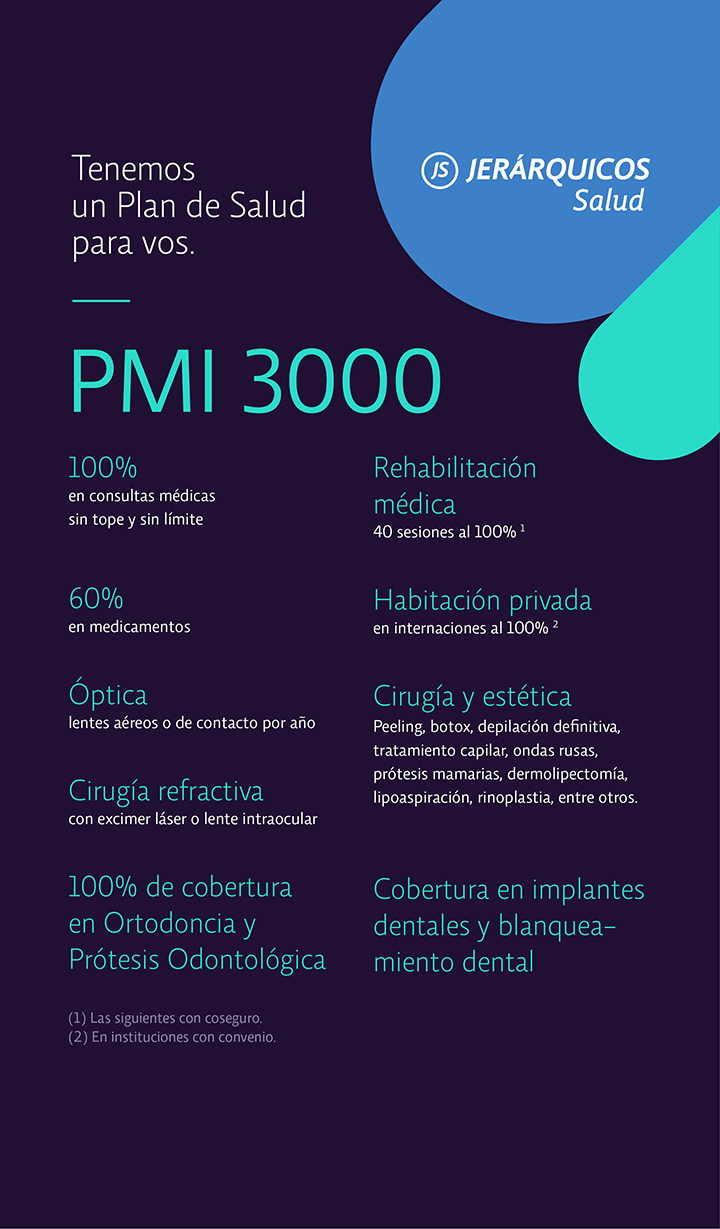 Tenemos
un Plan de Salud
para vos.
JS JERÁRQUICOS
Salud
PMI 3000
100%
en consultas médicas
sin tope y sin límite
60%
en medicamentos
Óptica
lentes aéreos o de contacto por año
Cirugía refractiva
con excimer láser o lente intraocular
100% de cobertura
en Ortodoncia y
Prótesis Odontológica
Rehabilitación
médica
40 sesiones al 100% ¹
Habitación privada
en internaciones al 100% ²
Cirugía y estética
Peeling, botox, depilación definitiva,
tratamiento capilar, ondas rusas,
prótesis mamarias, dermolipectomía,
lipoaspiración, rinoplastia, entre otros.
Cobertura en implantes
dentales y blanquea–
miento dental
(1) Las siguientes con coseguro.
(2) En instituciones con convenio.